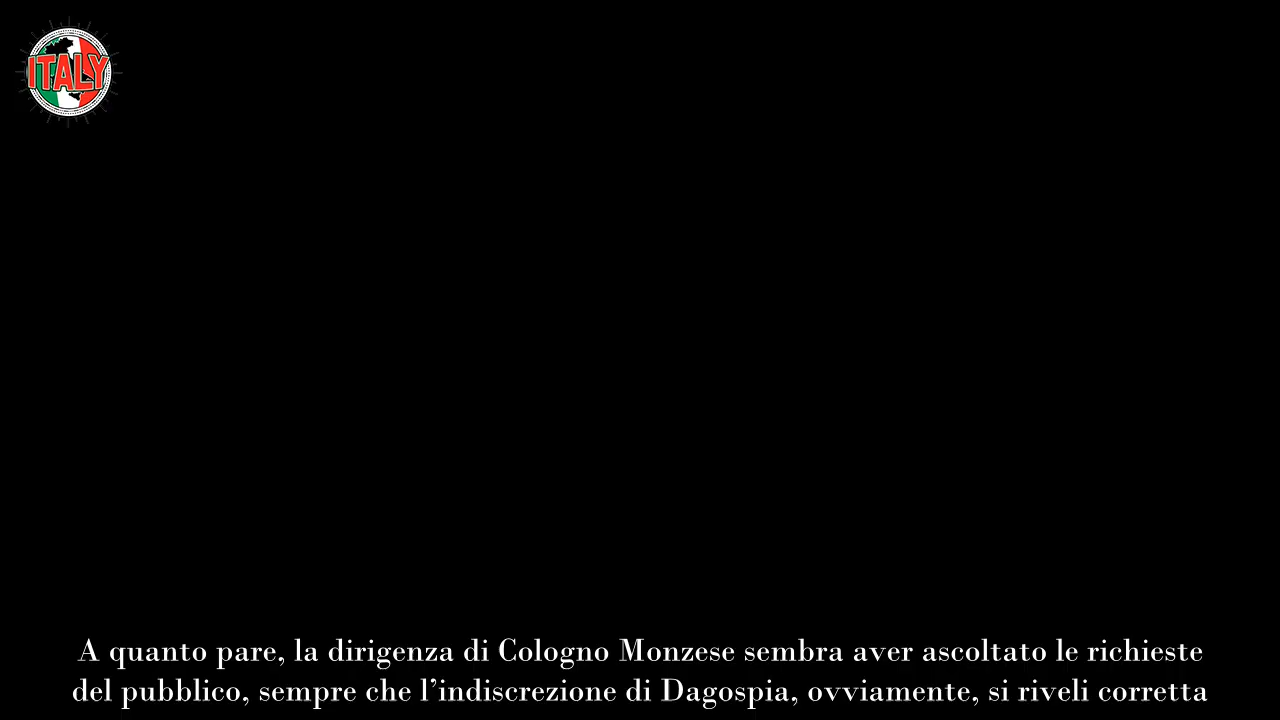 ITALY
A quanto pare, la dirigenza di Cologno Monzese sembra aver ascoltato le richieste
del pubblico, sempre che l’indiscrezione di Dagospia, ovviamente, si riveli corretta